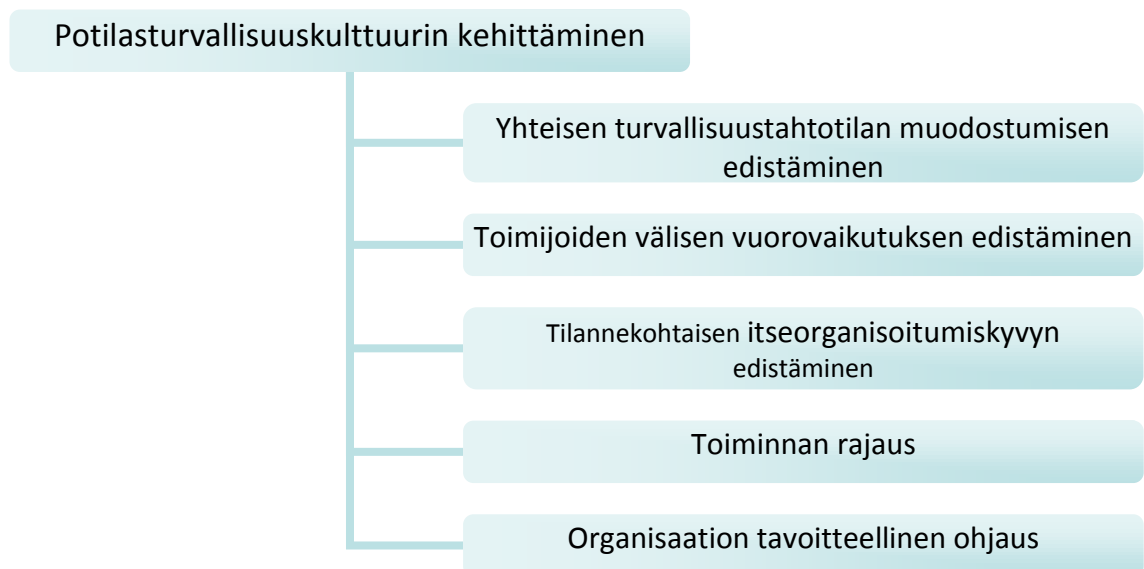 Potilasturvallisuuskulttuurin kehittäminen
Yhteisen turvallisuustahtotilan muodostumisen
edistäminen
Toimijoiden välisen vuorovaikutuksen edistäminen
Tilannekohtaisen itseorganisoitumiskyvyn
edistäminen
Toiminnan rajaus
Organisaation tavoitteellinen ohjaus